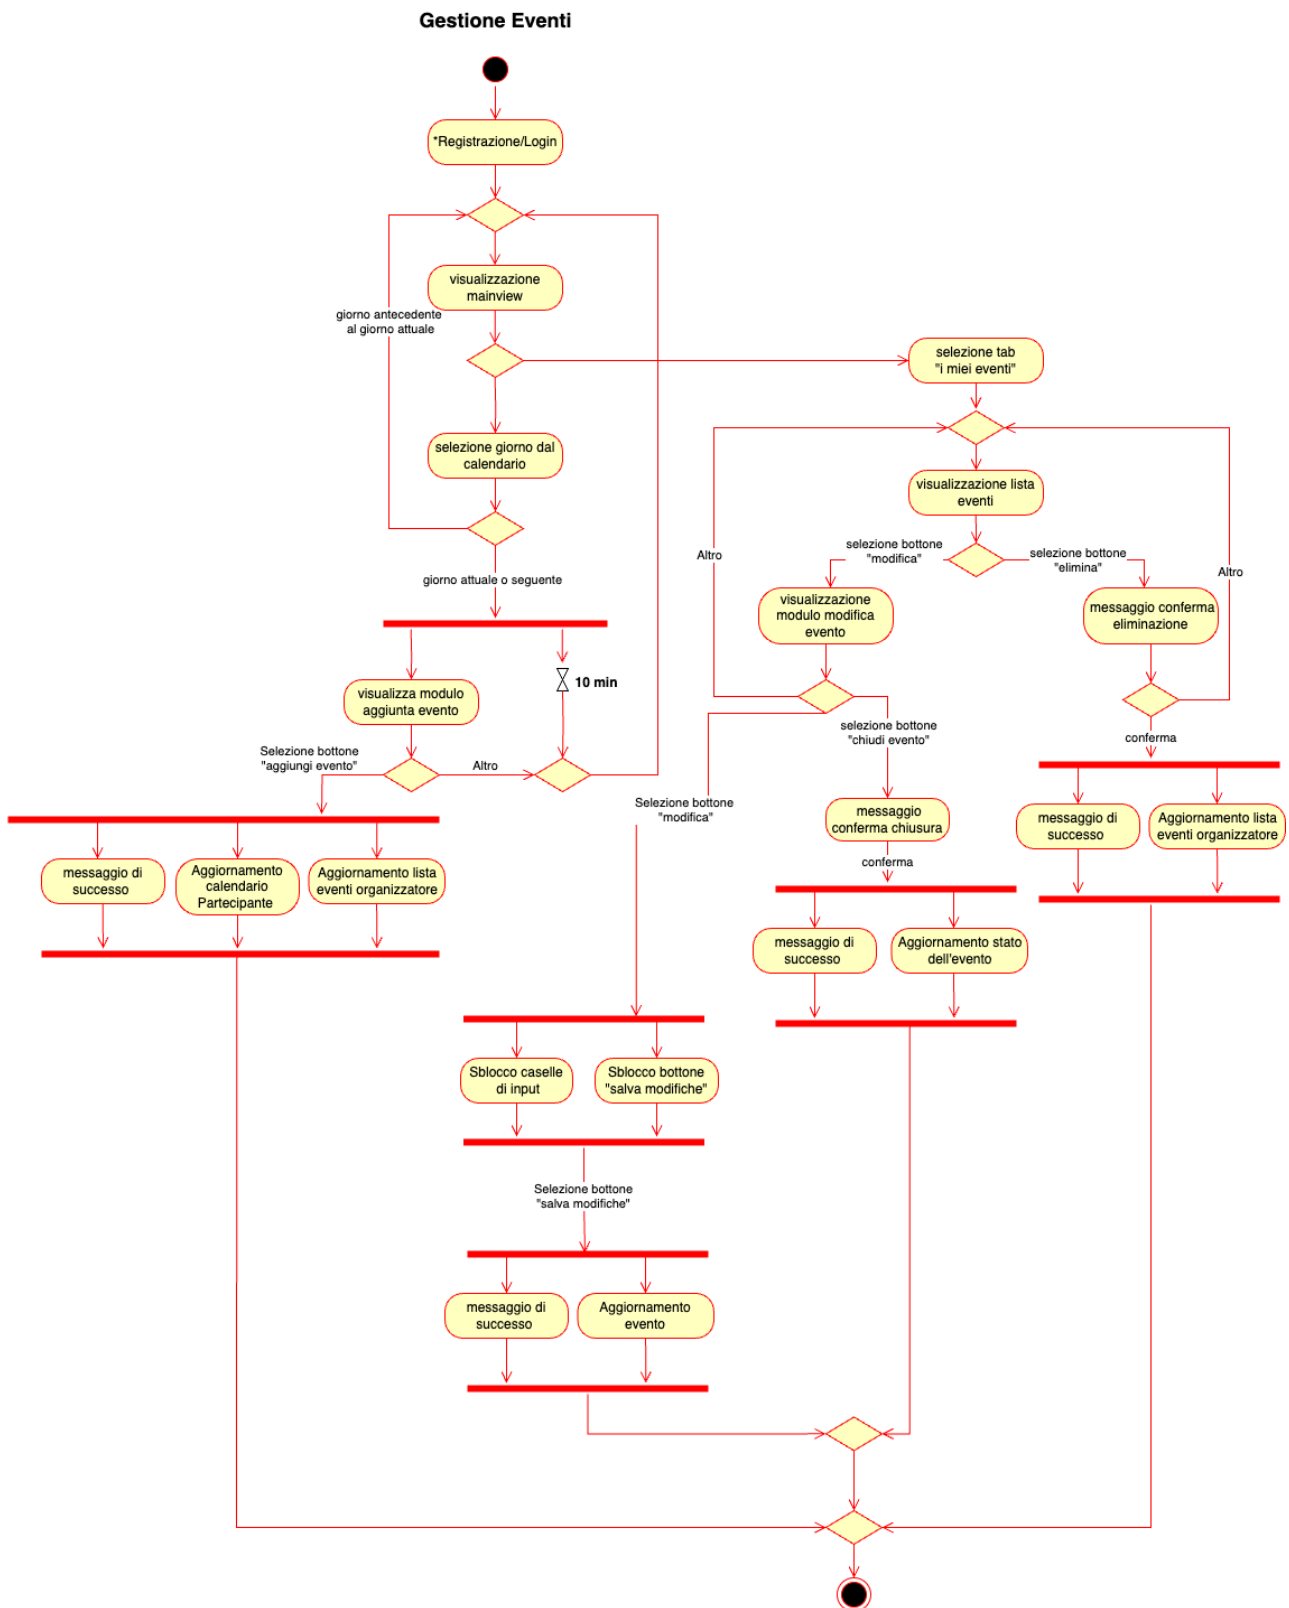 Gestione Eventi
*Registrazione/Login
visualizzazione
mainview
giorno antecedente
al giorno attuale
selezione tab
"i miei eventi"
selezione giorno dal
calendario
visualizzazione lista
eventi
selezione bottone
"modifica"
selezione bottone
"elimina"
Altro
Altro
giorno attuale o seguente
visualizzazione
modulo modifica
evento
messaggio conferma
eliminazione
visualizza modulo
aggiunta evento
10 min
selezione bottone
"chiudi evento"
conferma
Selezione bottone
"aggiungi evento"
Altro
Selezione bottone
"modifica"
messaggio
conferma chiusura
messaggio di
successo
Aggiornamento lista
eventi organizzatore
conferma
messaggio di
successo
Aggiornamento
calendario
Partecipante
Aggiornamento lista
eventi organizzatore
messaggio di
successo
Aggiornamento stato
dell'evento
Sblocco caselle
di input
Sblocco bottone
"salva modifiche"
Selezione bottone
"salva modifiche"
messaggio di
successo
Aggiornamento
evento